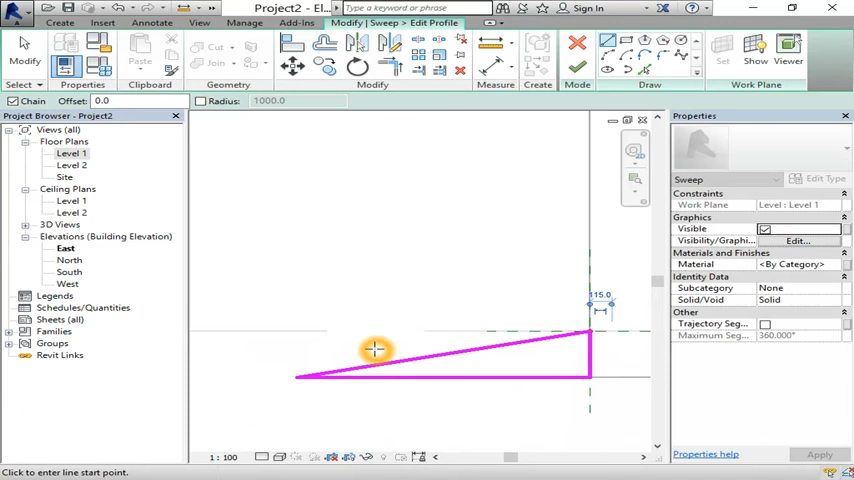 Project2 - El...
Type a keyword or phrase
Sign In
Create Insert Annotate View Manage Add-Ins Modify | Sweep > Edit Profile
Modify
Paste
Cut
Join
Set Show Viewer
Select Properties Clipboard Geometry Modify Measure Create Mode Draw Work Plane
Chain Offset: 0.0 Radius: 1000.0
Project Browser - Project2
Views (all)
Floor Plans
Level 1
Level 2
Site
Ceiling Plans
Level 1
Level 2
3D Views
Elevations (Building Elevation)
East
North
South
West
Legends
Schedules/Quantities
Sheets (all)
Families
Groups
Revit Links
2D
115.0
Properties
Sweep
Edit Type
Constraints
Work Plane Level : Level 1
Graphics
Visible
Visibility/Graphi... Edit...
Materials and Finishes
Material <By Category>
Identity Data
Subcategory None
Solid/Void Solid
Other
Trajectory Seg...
Maximum Seg... 360.000°
Properties help
Apply
1 : 100
Click to enter line start point.